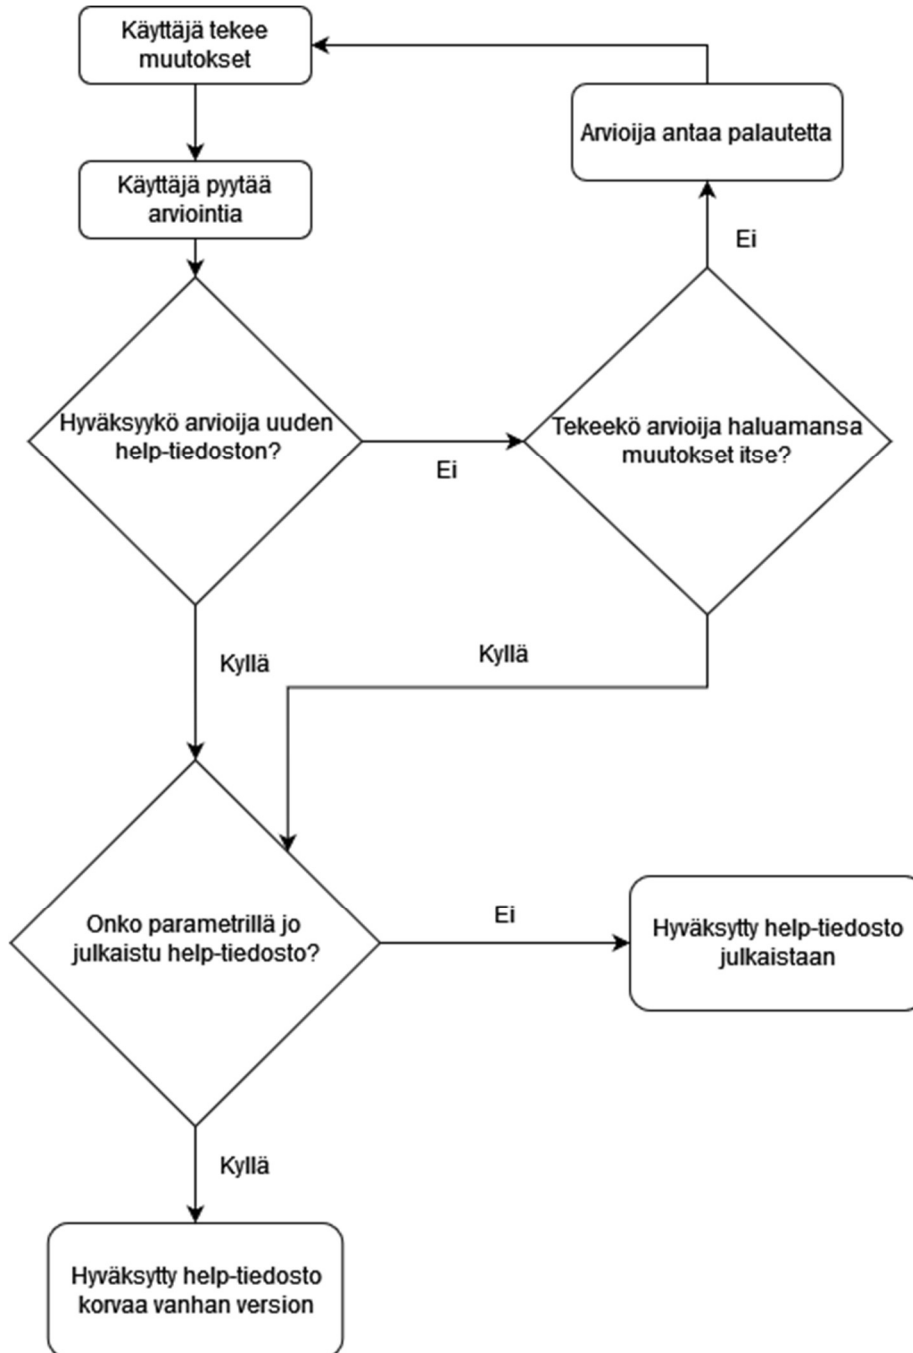 Käyttäjä tekee
muutokset
Arvioija antaa palautetta
Käyttäjä pyytää
arviointia
Ei
Hyväksyykö arvioija uuden
help-tiedoston?
Tekeekö arvioija haluamansa
muutokset itse?
Ei
Kyllä
Kyllä
Onko parametrillä jo
julkaistu help-tiedosto?
Ei
Hyväksytty help-tiedosto
julkaistaan
Kyllä
Hyväksytty help-tiedosto
korvaa vanhan version